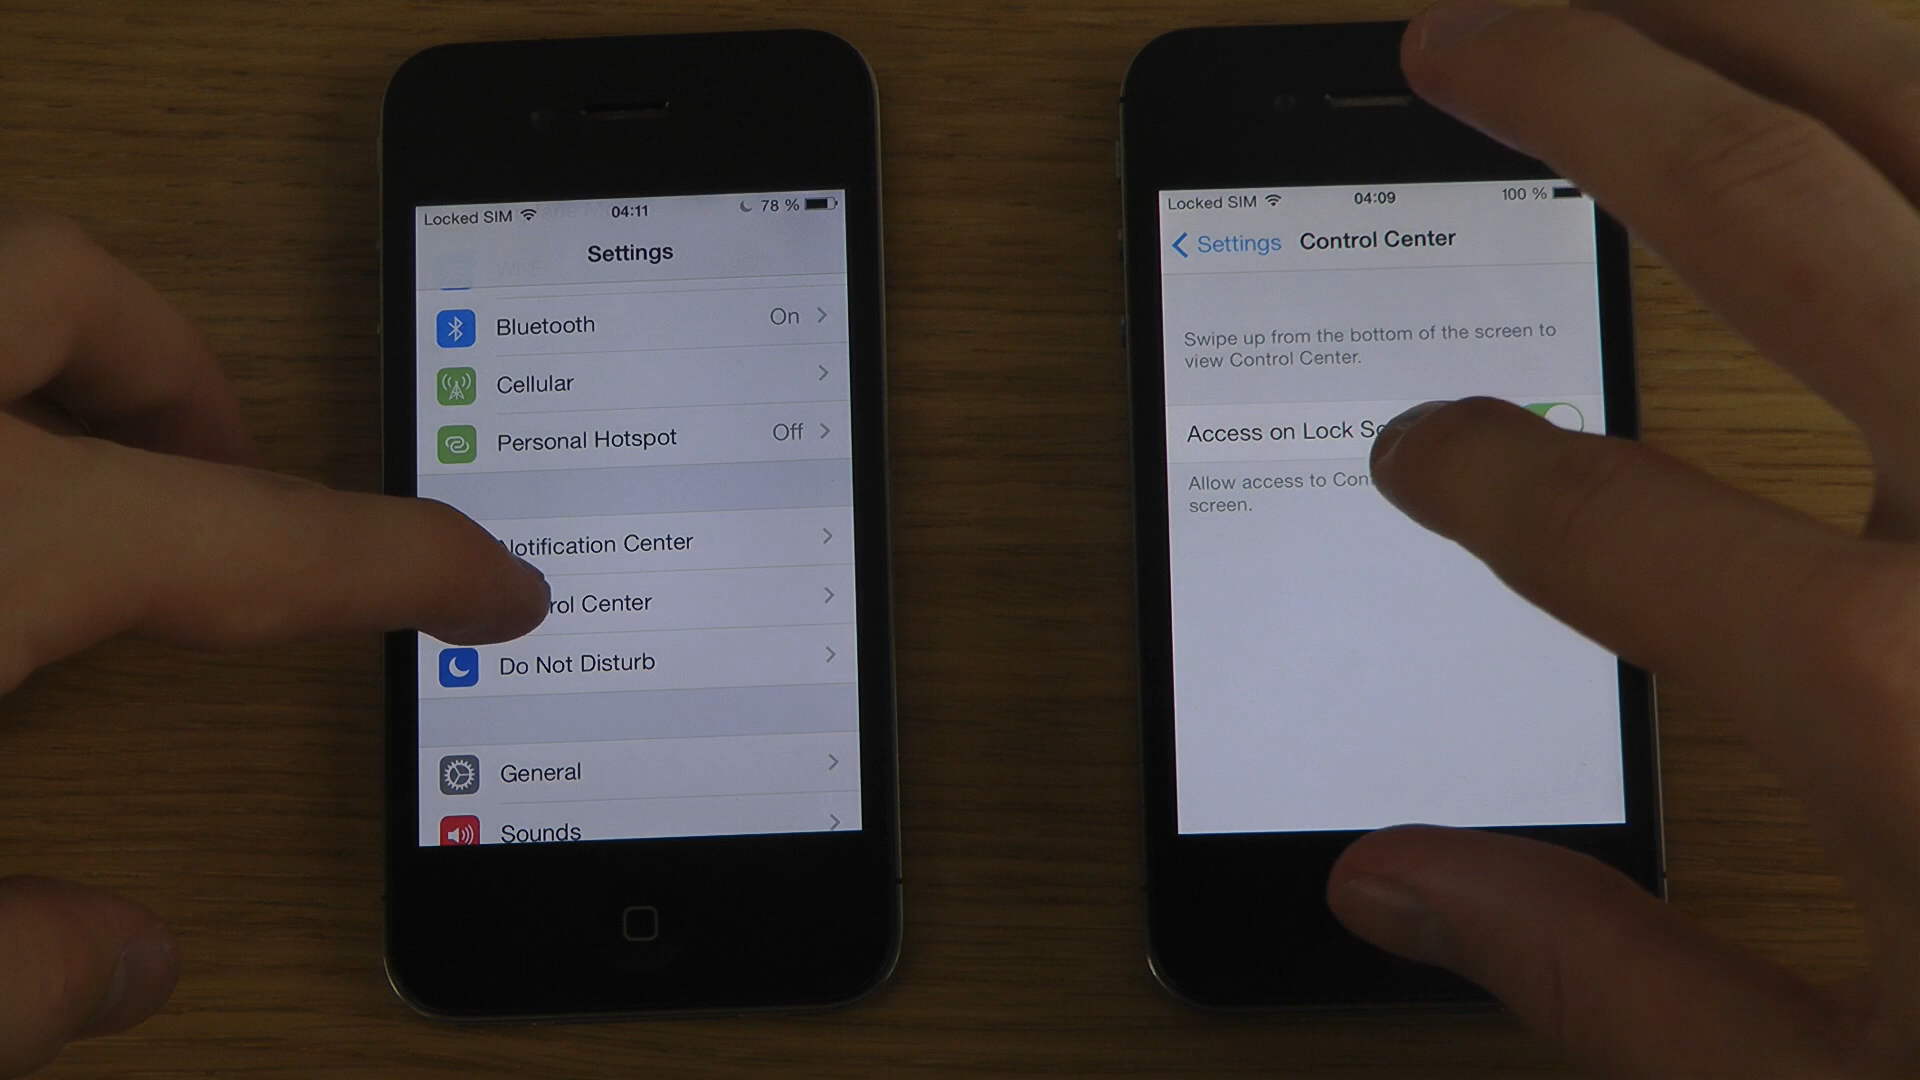 Locked SIM 04:11 78 %
Settings
Bluetooth On
Cellular
Personal Hotspot Off
Notification Center
rol Center
Do Not Disturb
General
Sounds
Locked SIM 04:09 100 %
Settings Control Center
Swipe up from the bottom of the screen to
view Control Center.
Access on Lock Sc
Allow access to Con
screen.